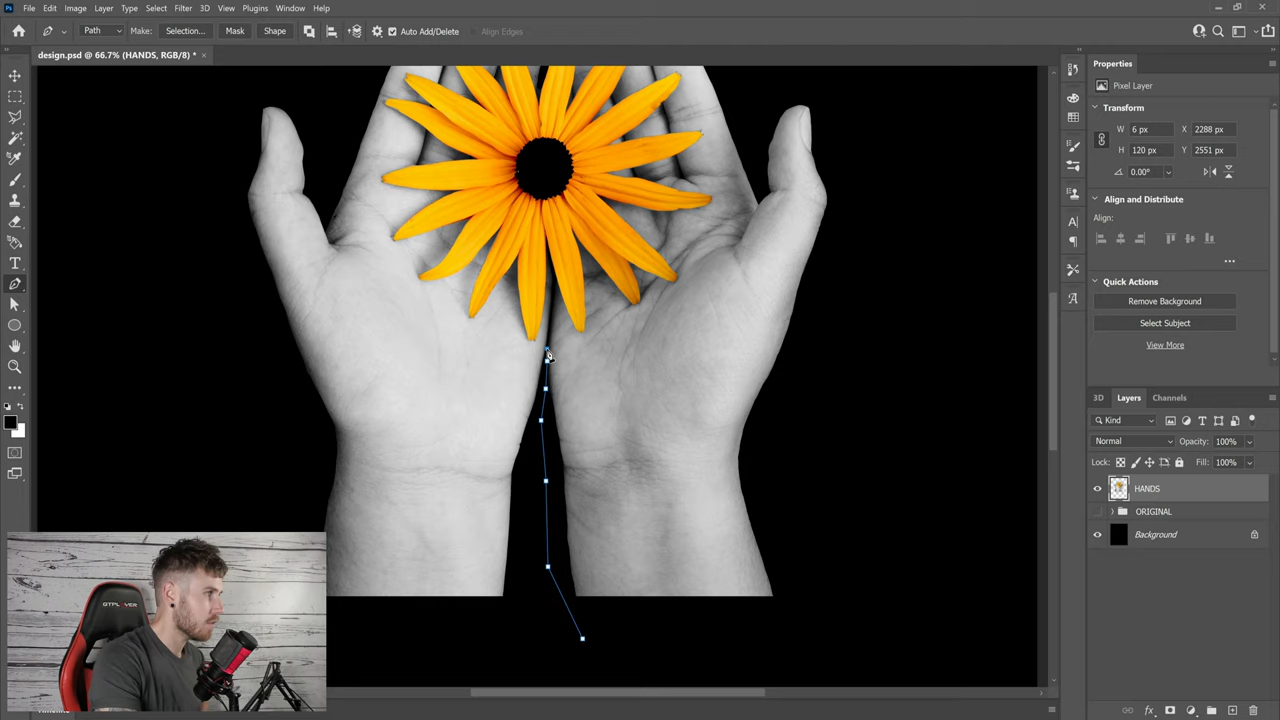 Ps File Edit Image Layer Type Select Filter 3D View Plugins Window Help
Path Make: Selection... Mask Shape Auto Add/Delete Align Edges
design.psd @ 66.7% (HANDS, RGB/8) * ×
Properties
Pixel Layer
Transform
W 6 px X 2288 px
H 120 px Y 2551 px
0.00°
Align and Distribute
Align:
Quick Actions
Remove Background
Select Subject
View More
3D Layers Channels
Kind
Normal Opacity: 100%
Lock: Fill: 100%
HANDS
ORIGINAL
Background
GTPLAYER